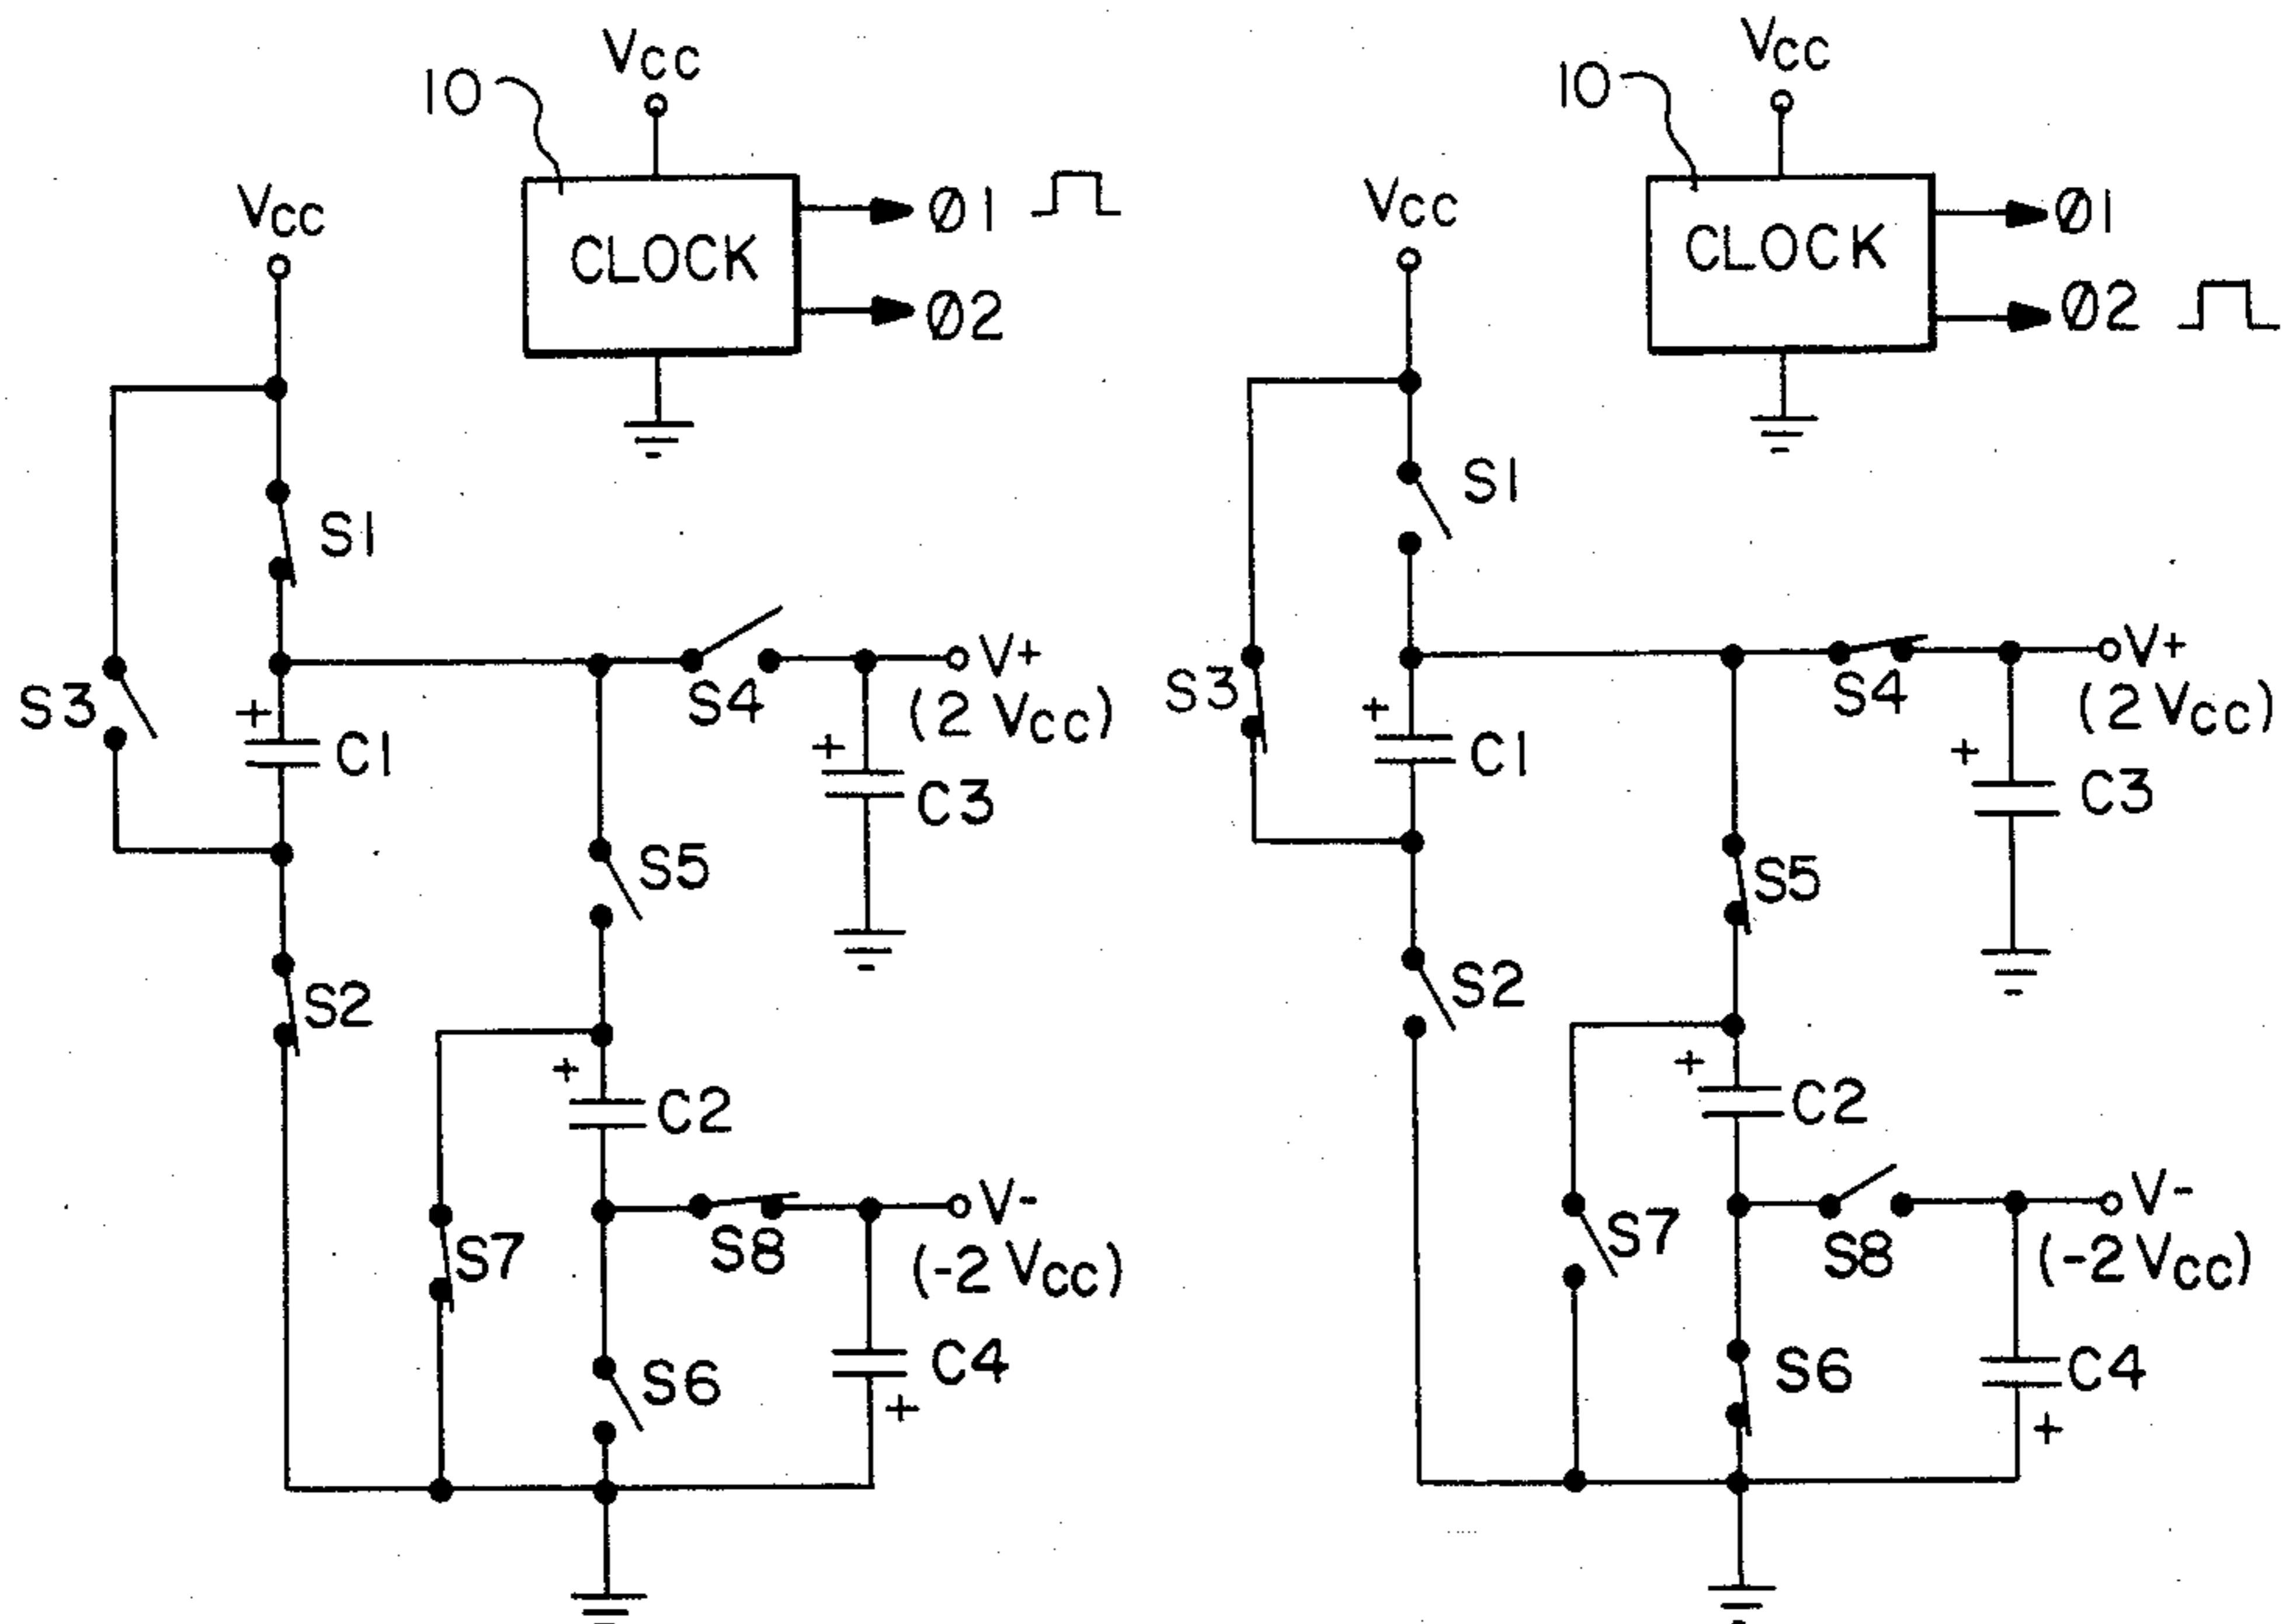 VCC
10
VCC
CLOCK
Ø1
Ø2
S1
S3
+
C1
S4
V+
(2 VCC)
+
C3
S5
S2
+
C2
S7
S8
V-
(-2 VCC)
S6
C4
+
VCC
10
VCC
CLOCK
Ø1
Ø2
S1
S3
+
C1
S4
V+
(2 VCC)
+
C3
S5
S2
+
C2
S7
S8
V-
(-2 VCC)
S6
C4
+